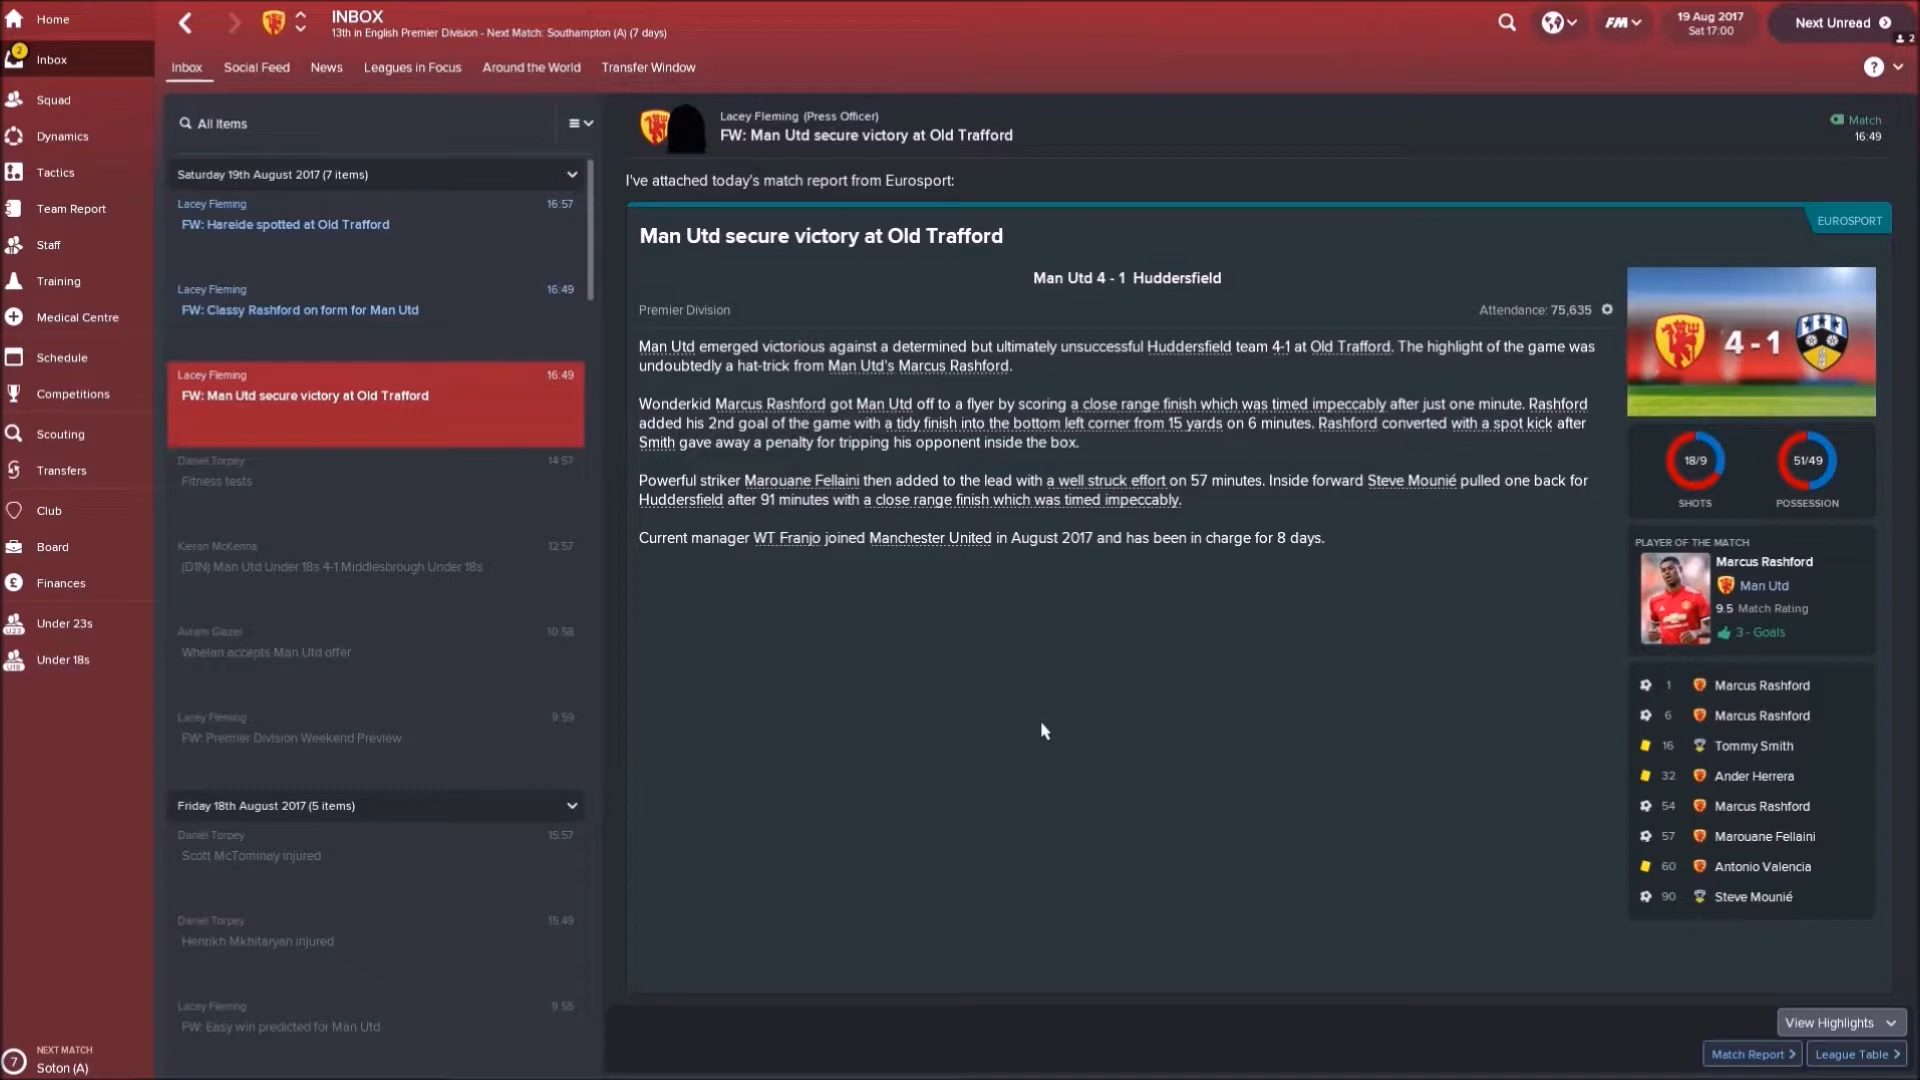 Home
2
Inbox
Squad
Dynamics
Tactics
Team Report
Staff
Training
Medical Centre
Schedule
Competitions
Scouting
Transfers
Club
Board
Finances
U23
Under 23s
U18
Under 18s
7
NEXT MATCH
Soton (A)
INBOX
13th in English Premier Division - Next Match: Southampton (A) (7 days)
FM
19 Aug 2017
Sat 17:00
Next Unread
2
Inbox
Social Feed
News
Leagues in Focus
Around the World
Transfer Window
?
All Items
Saturday 19th August 2017 (7 items)
Lacey Fleming 16:57
FW: Hareide spotted at Old Trafford
Lacey Fleming 16:49
FW: Classy Rashford on form for Man Utd
Lacey Fleming 16:49
FW: Man Utd secure victory at Old Trafford
Daniel Torpey 14:57
Fitness tests
Kieran McKenna 12:57
(D1N) Man Utd Under 18s 4-1 Middlesbrough Under 18s
Avram Glazer 10:58
Whelan accepts Man Utd offer
Lacey Fleming 9:59
FW: Premier Division Weekend Preview
Friday 18th August 2017 (5 items)
Daniel Torpey 15:57
Scott McTominay injured
Daniel Torpey 15:49
Henrikh Mkhitaryan injured
Lacey Fleming 9:55
FW: Easy win predicted for Man Utd
Lacey Fleming (Press Officer)
FW: Man Utd secure victory at Old Trafford
Match
16:49
I've attached today's match report from Eurosport:
EUROSPORT
Man Utd secure victory at Old Trafford
Man Utd 4 - 1 Huddersfield
Premier Division
Attendance: 75,635
Man Utd emerged victorious against a determined but ultimately unsuccessful Huddersfield team 4-1 at Old Trafford. The highlight of the game was
undoubtedly a hat-trick from Man Utd's Marcus Rashford.
Wonderkid Marcus Rashford got Man Utd off to a flyer by scoring a close range finish which was timed impeccably after just one minute. Rashford
added his 2nd goal of the game with a tidy finish into the bottom left corner from 15 yards on 6 minutes. Rashford converted with a spot kick after
Smith gave away a penalty for tripping his opponent inside the box.
Powerful striker Marouane Fellaini then added to the lead with a well struck effort on 57 minutes. Inside forward Steve Mounié pulled one back for
Huddersfield after 91 minutes with a close range finish which was timed impeccably.
Current manager WT Franjo joined Manchester United in August 2017 and has been in charge for 8 days.
4 - 1
18/9
SHOTS
51/49
POSSESSION
PLAYER OF THE MATCH
Marcus Rashford
Man Utd
9.5 Match Rating
3 - Goals
1 Marcus Rashford
6 Marcus Rashford
16 Tommy Smith
32 Ander Herrera
54 Marcus Rashford
57 Marouane Fellaini
60 Antonio Valencia
90 Steve Mounié
View Highlights
Match Report
League Table